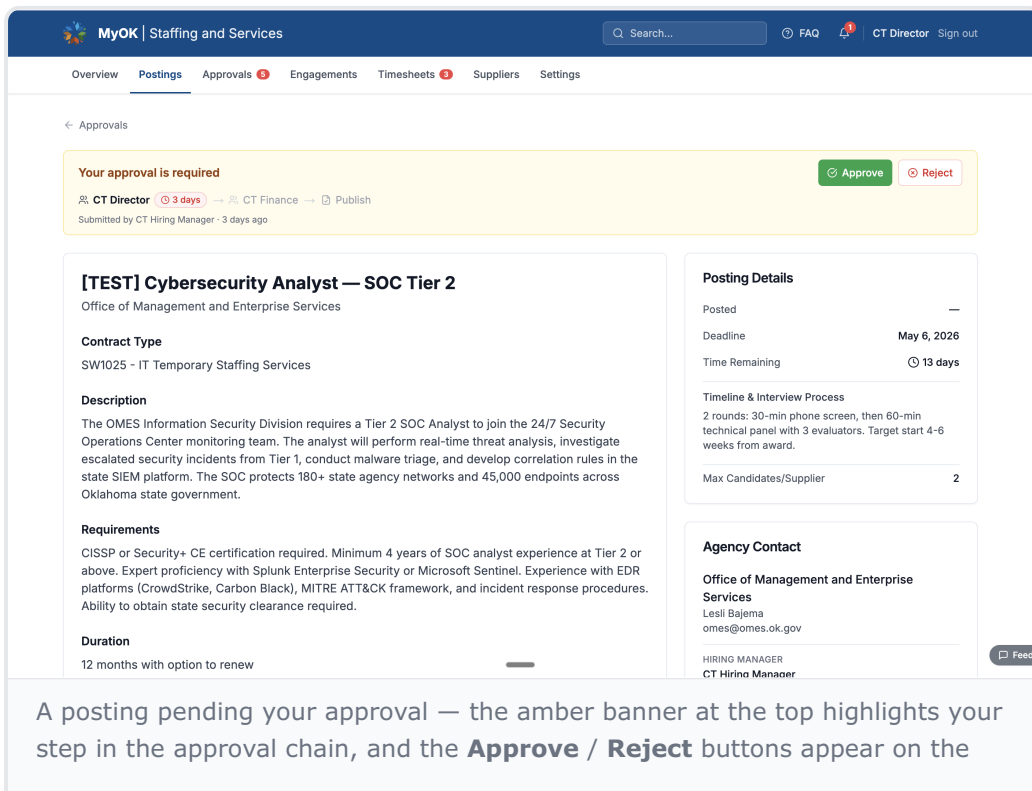 MyOK | Staffing and Services
Search...
FAQ
1
CT Director
Sign out
Overview
Postings
Approvals 5
Engagements
Timesheets 3
Suppliers
Settings
← Approvals
Your approval is required
Approve
Reject
CT Director 3 days → CT Finance → Publish
Submitted by CT Hiring Manager · 3 days ago
[TEST] Cybersecurity Analyst — SOC Tier 2
Office of Management and Enterprise Services
Contract Type
SW1025 - IT Temporary Staffing Services
Description
The OMES Information Security Division requires a Tier 2 SOC Analyst to join the 24/7 Security
Operations Center monitoring team. The analyst will perform real-time threat analysis, investigate
escalated security incidents from Tier 1, conduct malware triage, and develop correlation rules in the
state SIEM platform. The SOC protects 180+ state agency networks and 45,000 endpoints across
Oklahoma state government.
Requirements
CISSP or Security+ CE certification required. Minimum 4 years of SOC analyst experience at Tier 2 or
above. Expert proficiency with Splunk Enterprise Security or Microsoft Sentinel. Experience with EDR
platforms (CrowdStrike, Carbon Black), MITRE ATT&CK framework, and incident response procedures.
Ability to obtain state security clearance required.
Duration
12 months with option to renew
Posting Details
Posted —
Deadline May 6, 2026
Time Remaining 13 days
Timeline & Interview Process
2 rounds: 30-min phone screen, then 60-min
technical panel with 3 evaluators. Target start 4-6
weeks from award.
Max Candidates/Supplier 2
Agency Contact
Office of Management and Enterprise
Services
Lesli Bajema
omes@omes.ok.gov
HIRING MANAGER
CT Hiring Manager
Feed
A posting pending your approval — the amber banner at the top highlights your
step in the approval chain, and the Approve / Reject buttons appear on the